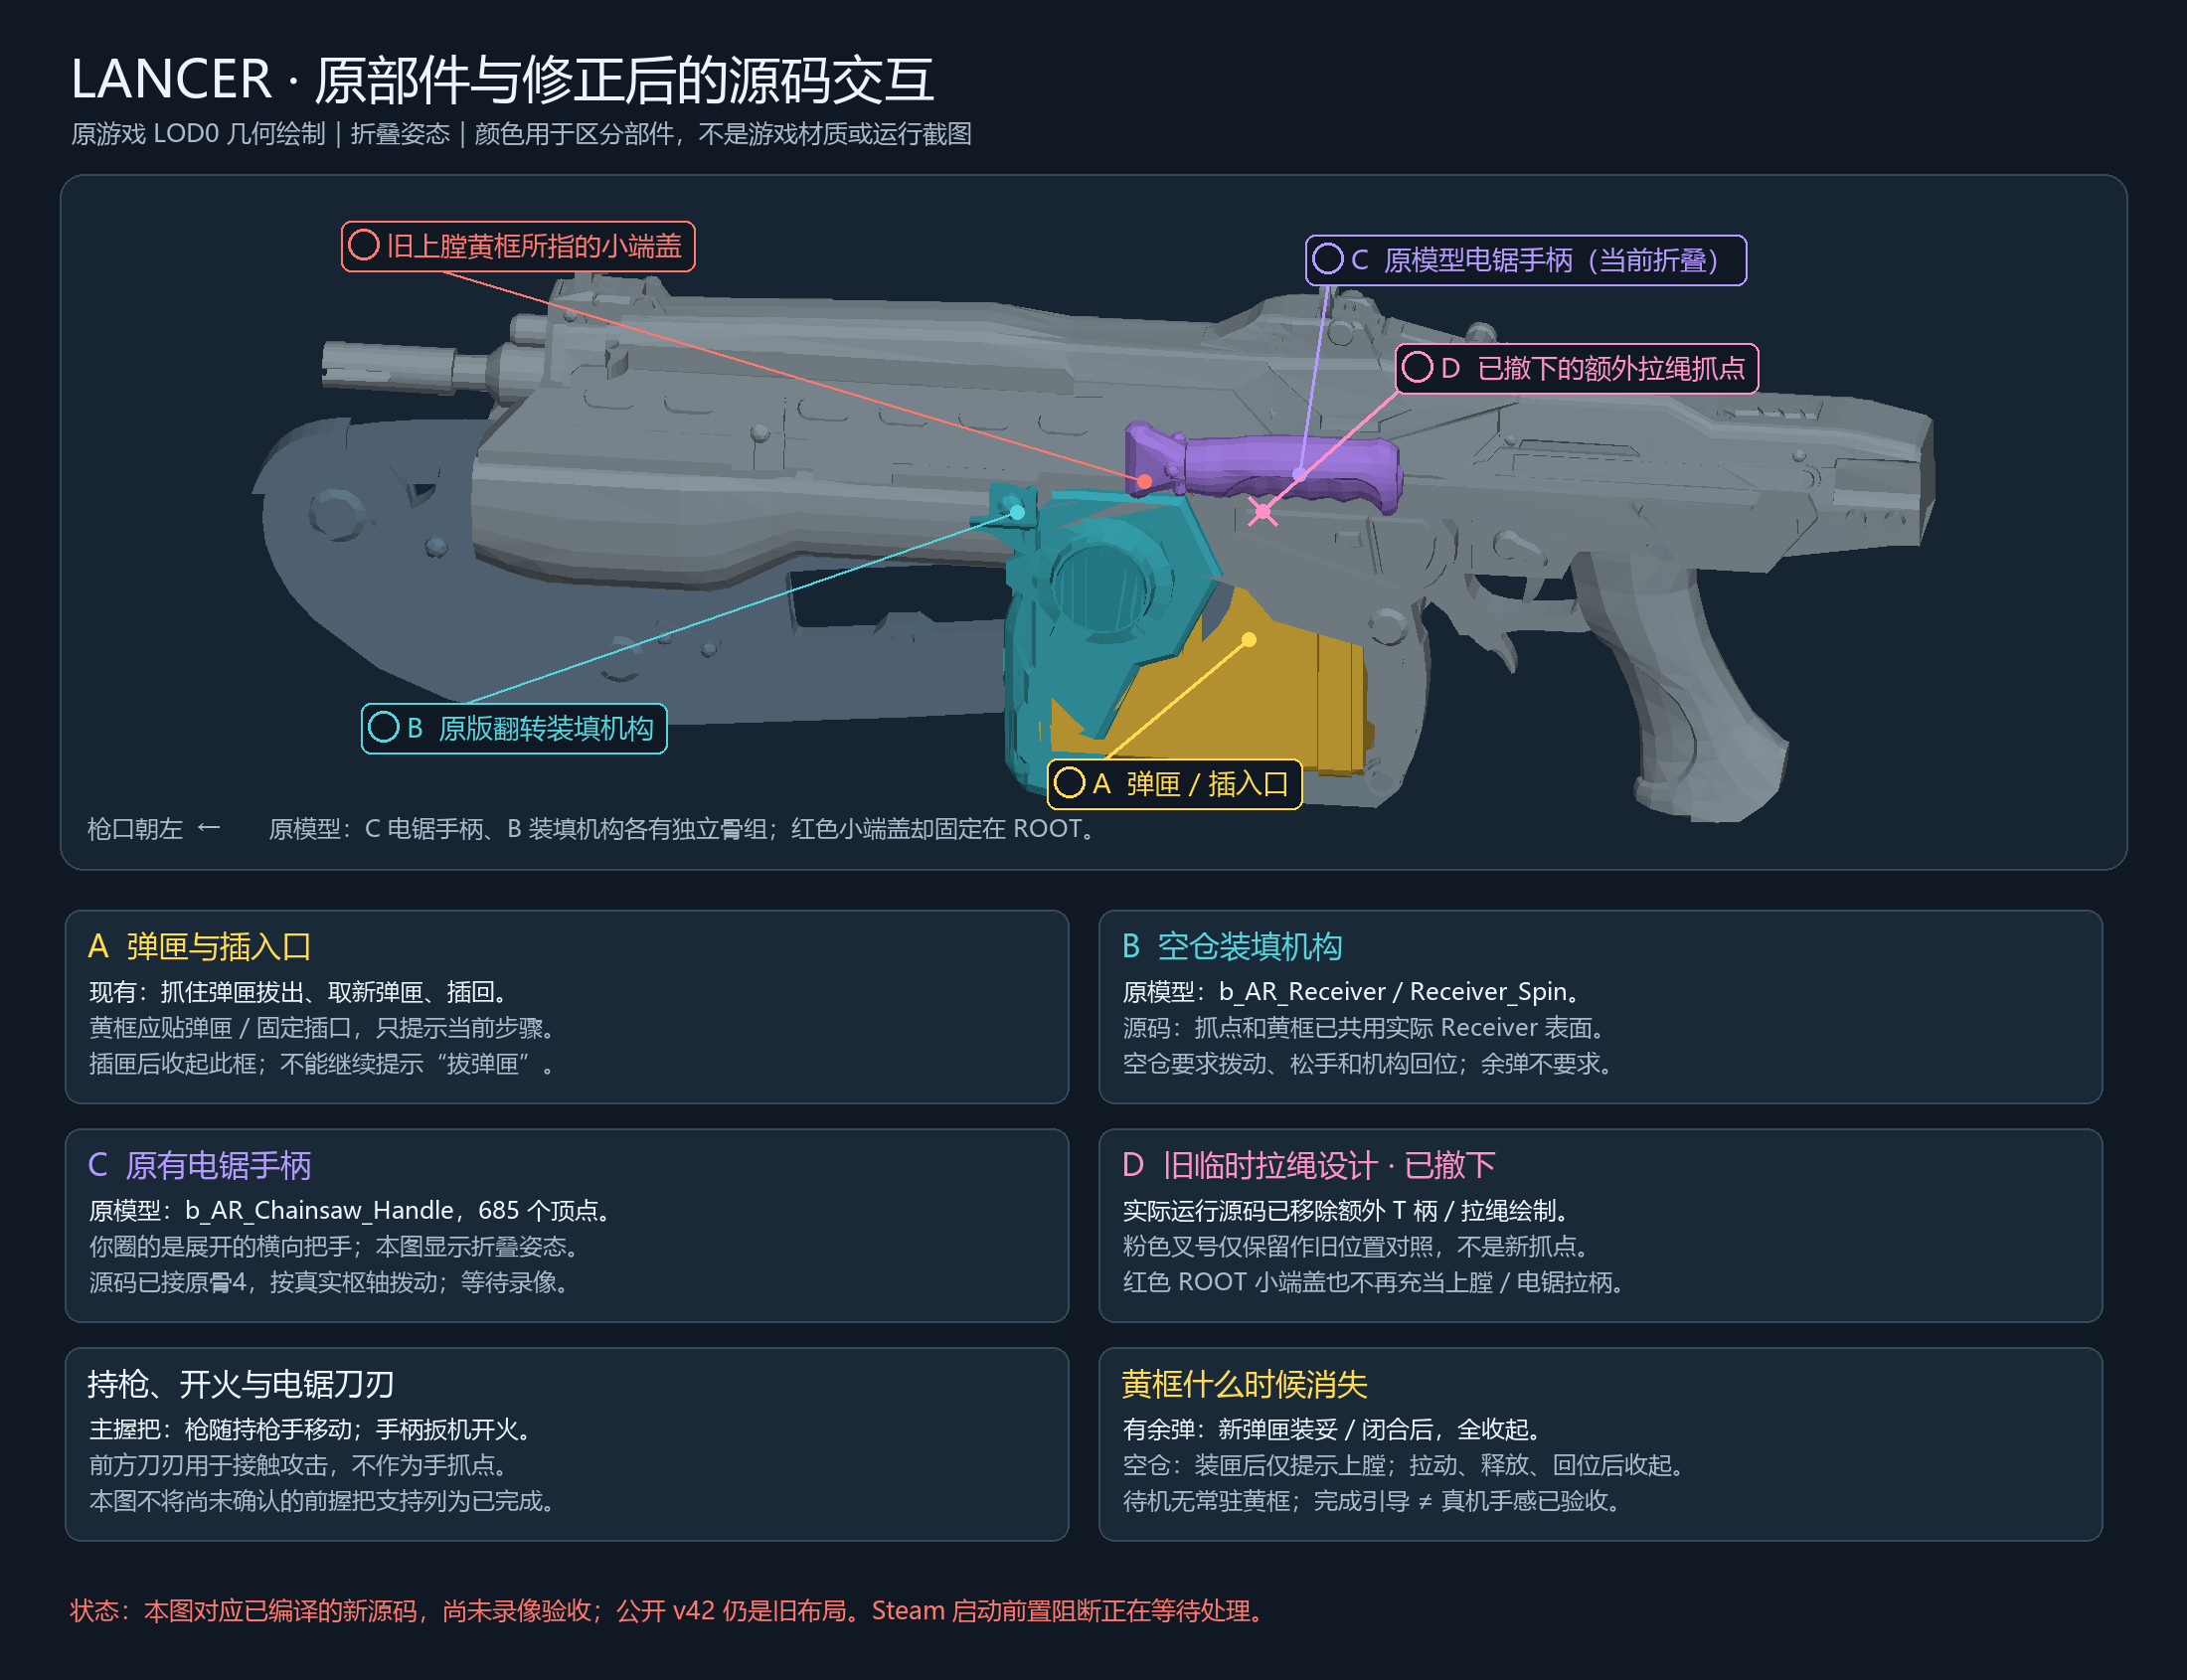 LANCER · 原部件与修正后的源码交互
原游戏 LOD0 几何绘制 | 折叠姿态 | 颜色用于区分部件，不是游戏材质或运行截图
旧上膛黄框所指的小端盖
C 原模型电锯手柄（当前折叠）
D 已撤下的额外拉绳抓点
B 原版翻转装填机构
A 弹匣 / 插入口
枪口朝左 ← 原模型：C 电锯手柄、B 装填机构各有独立骨组；红色小端盖却固定在 ROOT。
A 弹匣与插入口
现有：抓住弹匣拔出、取新弹匣、插回。
黄框应贴弹匣 / 固定插口，只提示当前步骤。
插匣后收起此框；不能继续提示“拔弹匣”。
B 空仓装填机构
原模型：b_AR_Receiver / Receiver_Spin。
源码：抓点和黄框已共用实际 Receiver 表面。
空仓要求拨动、松手和机构回位；余弹不要求。
C 原有电锯手柄
原模型：b_AR_Chainsaw_Handle，685 个顶点。
你圈的是展开的横向把手；本图显示折叠姿态。
源码已接原骨4，按真实枢轴拨动；等待录像。
D 旧临时拉绳设计 · 已撤下
实际运行源码已移除额外 T 柄 / 拉绳绘制。
粉色叉号仅保留作旧位置对照，不是新抓点。
红色 ROOT 小端盖也不再充当上膛 / 电锯拉柄。
持枪、开火与电锯刀刃
主握把：枪随持枪手移动；手柄扳机开火。
前方刀刃用于接触攻击，不作为手抓点。
本图不将尚未确认的前握把支持列为已完成。
黄框什么时候消失
有余弹：新弹匣装妥 / 闭合后，全收起。
空仓：装匣后仅提示上膛；拉动、释放、回位后收起。
待机无常驻黄框；完成引导 ≠ 真机手感已验收。
状态：本图对应已编译的新源码，尚未录像验收；公开 v42 仍是旧布局。Steam 启动前置阻断正在等待处理。